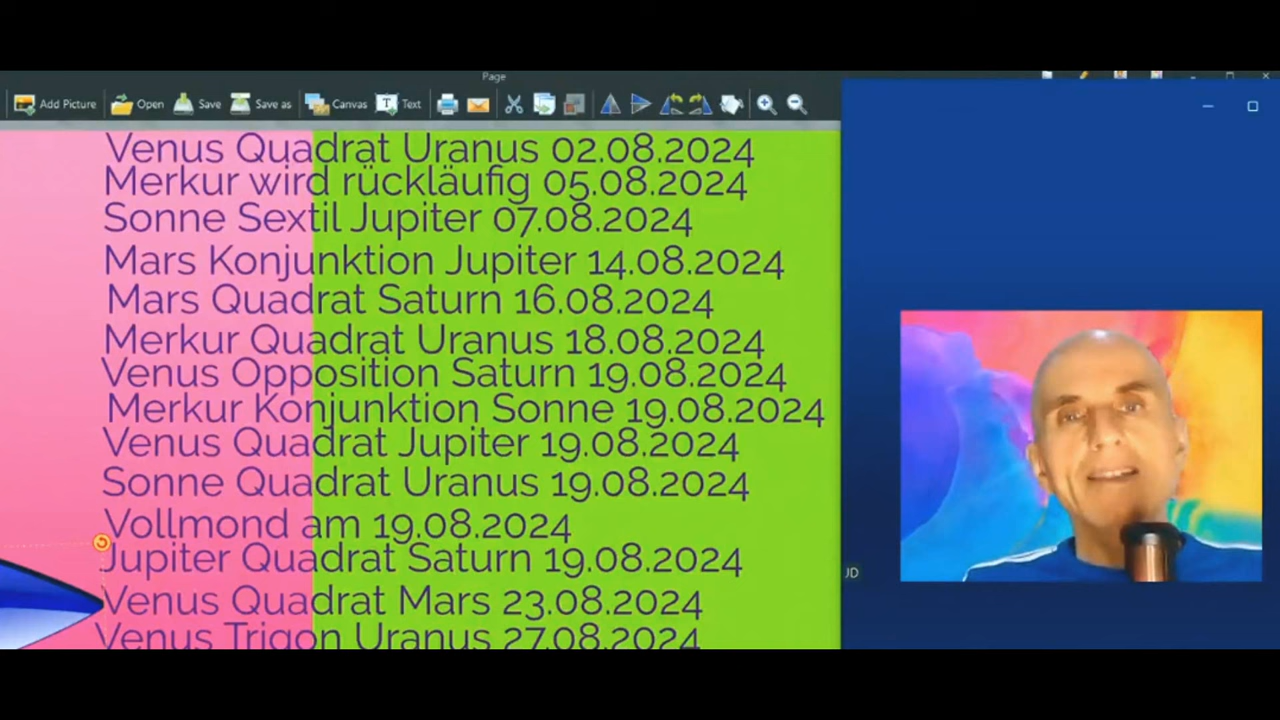 Page
Add Picture Open Save Save as Canvas Text
Venus Quadrat Uranus 02.08.2024
Merkur wird rückläufig 05.08.2024
Sonne Sextil Jupiter 07.08.2024
Mars Konjunktion Jupiter 14.08.2024
Mars Quadrat Saturn 16.08.2024
Merkur Quadrat Uranus 18.08.2024
Venus Opposition Saturn 19.08.2024
Merkur Konjunktion Sonne 19.08.2024
Venus Quadrat Jupiter 19.08.2024
Sonne Quadrat Uranus 19.08.2024
Vollmond am 19.08.2024
Jupiter Quadrat Saturn 19.08.2024
Venus Quadrat Mars 23.08.2024
Venus Trigon Uranus 27.08.2024
JD